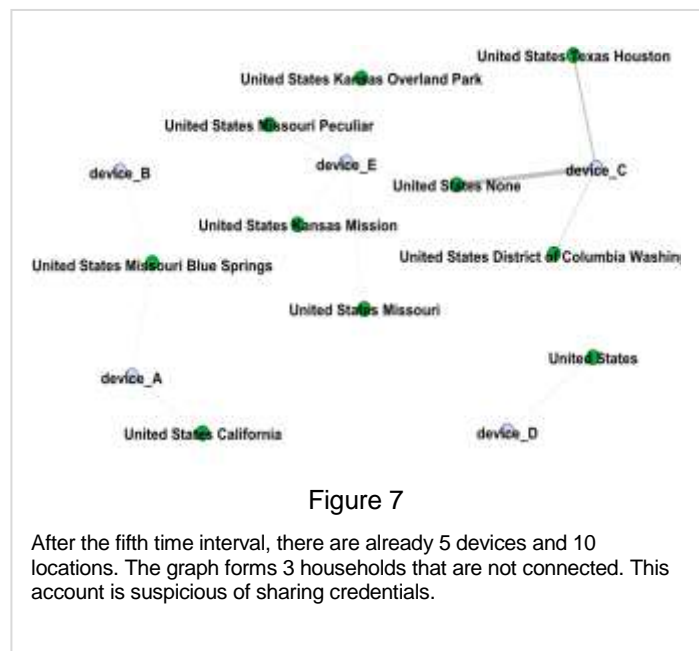 United States Texas Houston
United States Kansas Overland Park
United States Missouri Peculiar
device_B
device_E
device_C
United States None
United States Kansas Mission
United States Missouri Blue Springs
United States District of Columbia Washin
United States Missouri
United States
device_A
United States California
device_D
Figure 7
After the fifth time interval, there are already 5 devices and 10
locations. The graph forms 3 households that are not connected. This
account is suspicious of sharing credentials.